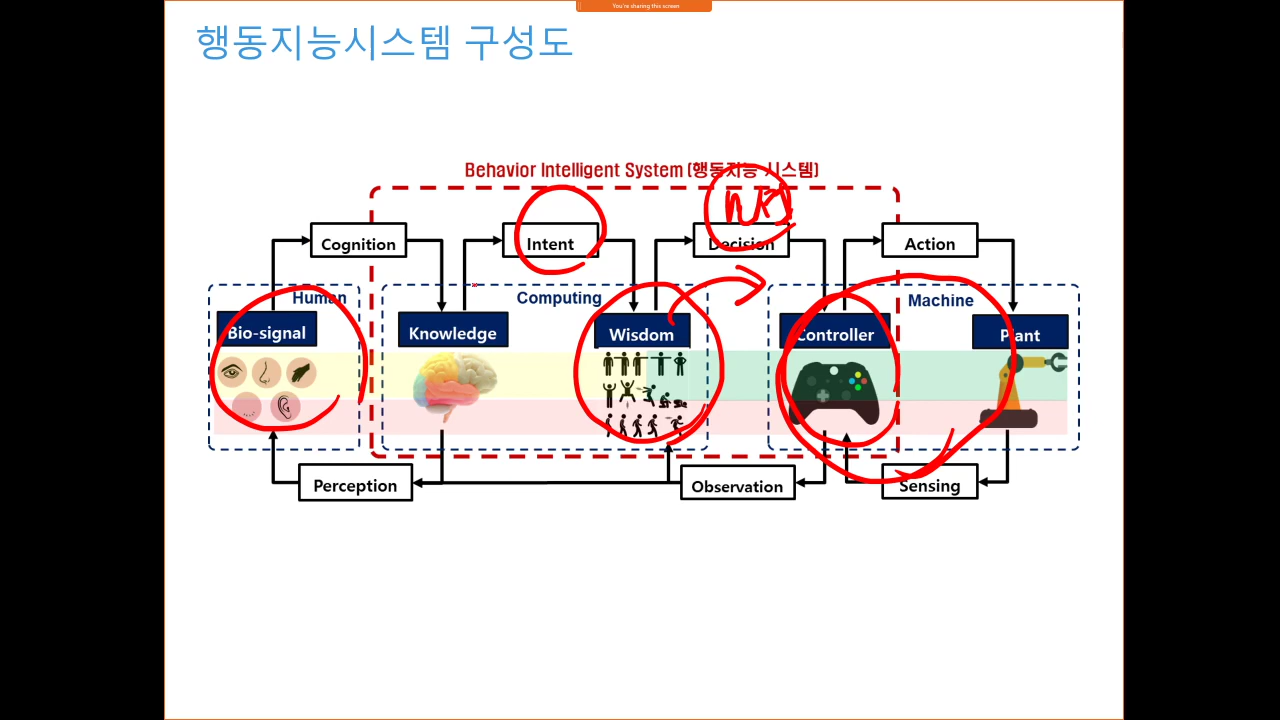 You're sharing this screen
행동지능시스템 구성도
Behavior Intelligent System (행동지능 시스템)
Cognition
Intent
Decision
Action
Human
Computing
Machine
Bio-signal
Knowledge
Wisdom
Controller
Plant
Perception
Observation
Sensing